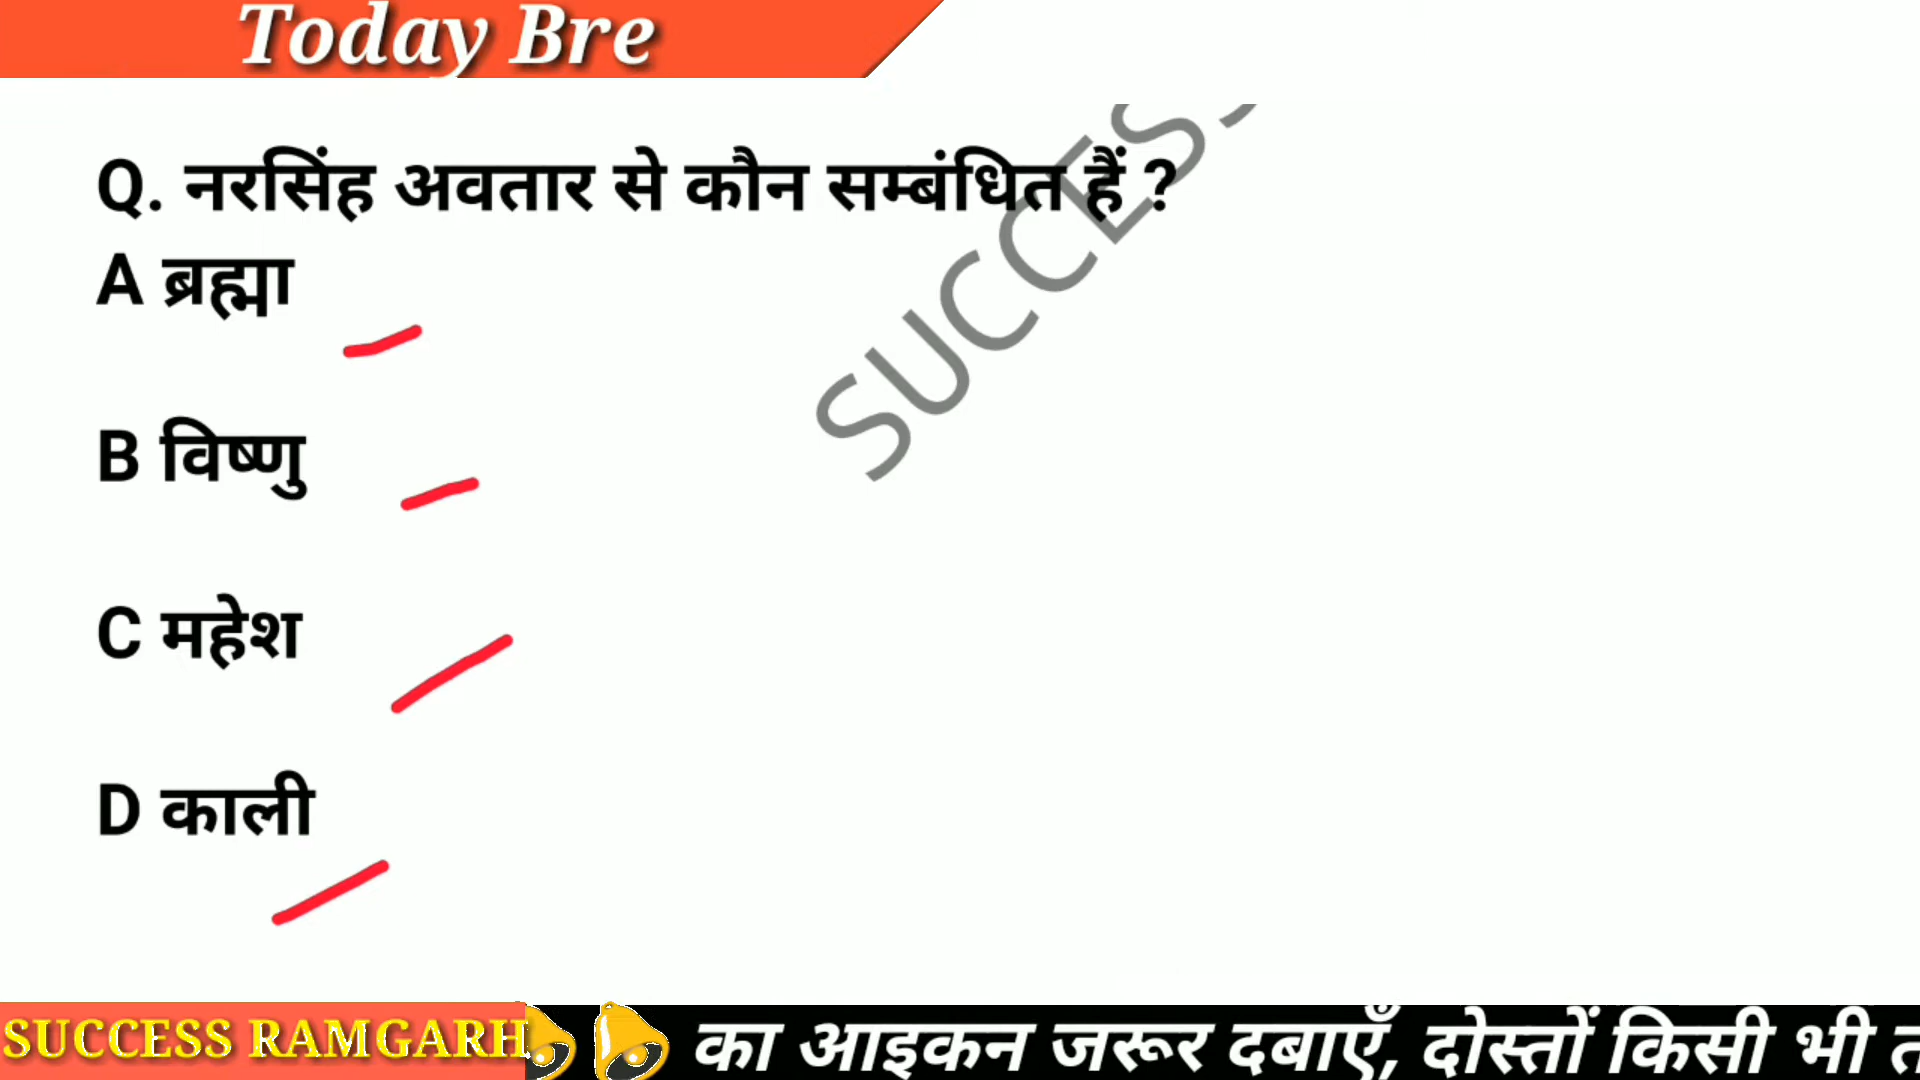 Today Bre
Q. नरसिंह अवतार से कौन सम्बंधित हैं ?
A ब्रह्मा
B विष्णु
C महेश
D काली
SUCCESS
SUCCESS RAMGARH
का आइकन जरूर दबाएँ, दोस्तों किसी भी